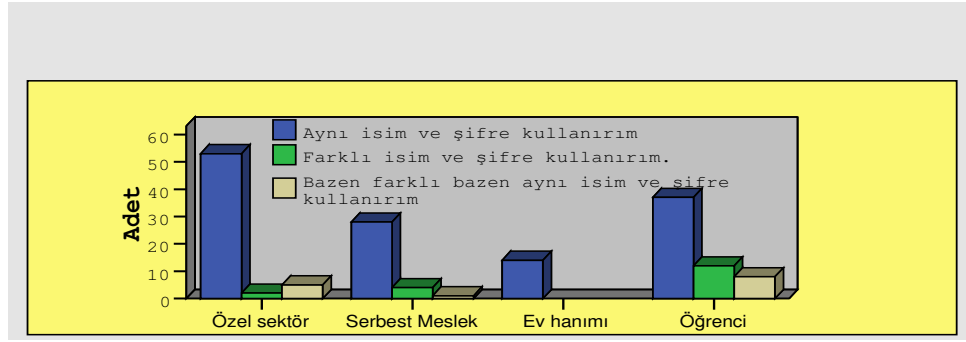 Adet
60
50
40
30
20
10
0
Aynı isim ve şifre kullanırım
Farklı isim ve şifre kullanırım.
Bazen farklı bazen aynı isim ve şifre
kullanırım
Özel sektör Serbest Meslek Ev hanımı Öğrenci